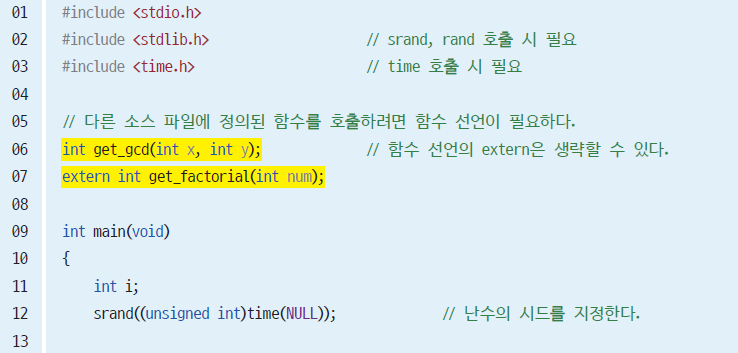 01 #include <stdio.h>
02 #include <stdlib.h> // srand, rand 호출 시 필요
03 #include <time.h> // time 호출 시 필요
04
05 // 다른 소스 파일에 정의된 함수를 호출하려면 함수 선언이 필요하다.
06 int get_gcd(int x, int y); // 함수 선언의 extern은 생략할 수 있다.
07 extern int get_factorial(int num);
08
09 int main(void)
10 {
11 int i;
12 srand((unsigned int)time(NULL)); // 난수의 시드를 지정한다.
13